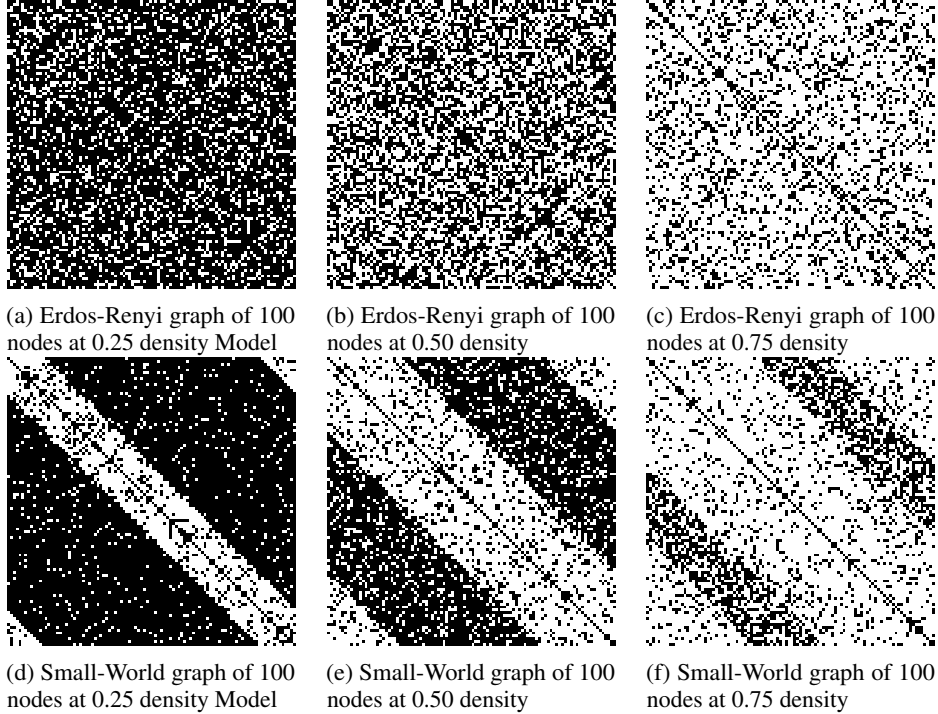 (a) Erdos-Renyi graph of 100
nodes at 0.25 density Model
(b) Erdos-Renyi graph of 100
nodes at 0.50 density
(c) Erdos-Renyi graph of 100
nodes at 0.75 density
(d) Small-World graph of 100
nodes at 0.25 density Model
(e) Small-World graph of 100
nodes at 0.50 density
(f) Small-World graph of 100
nodes at 0.75 density